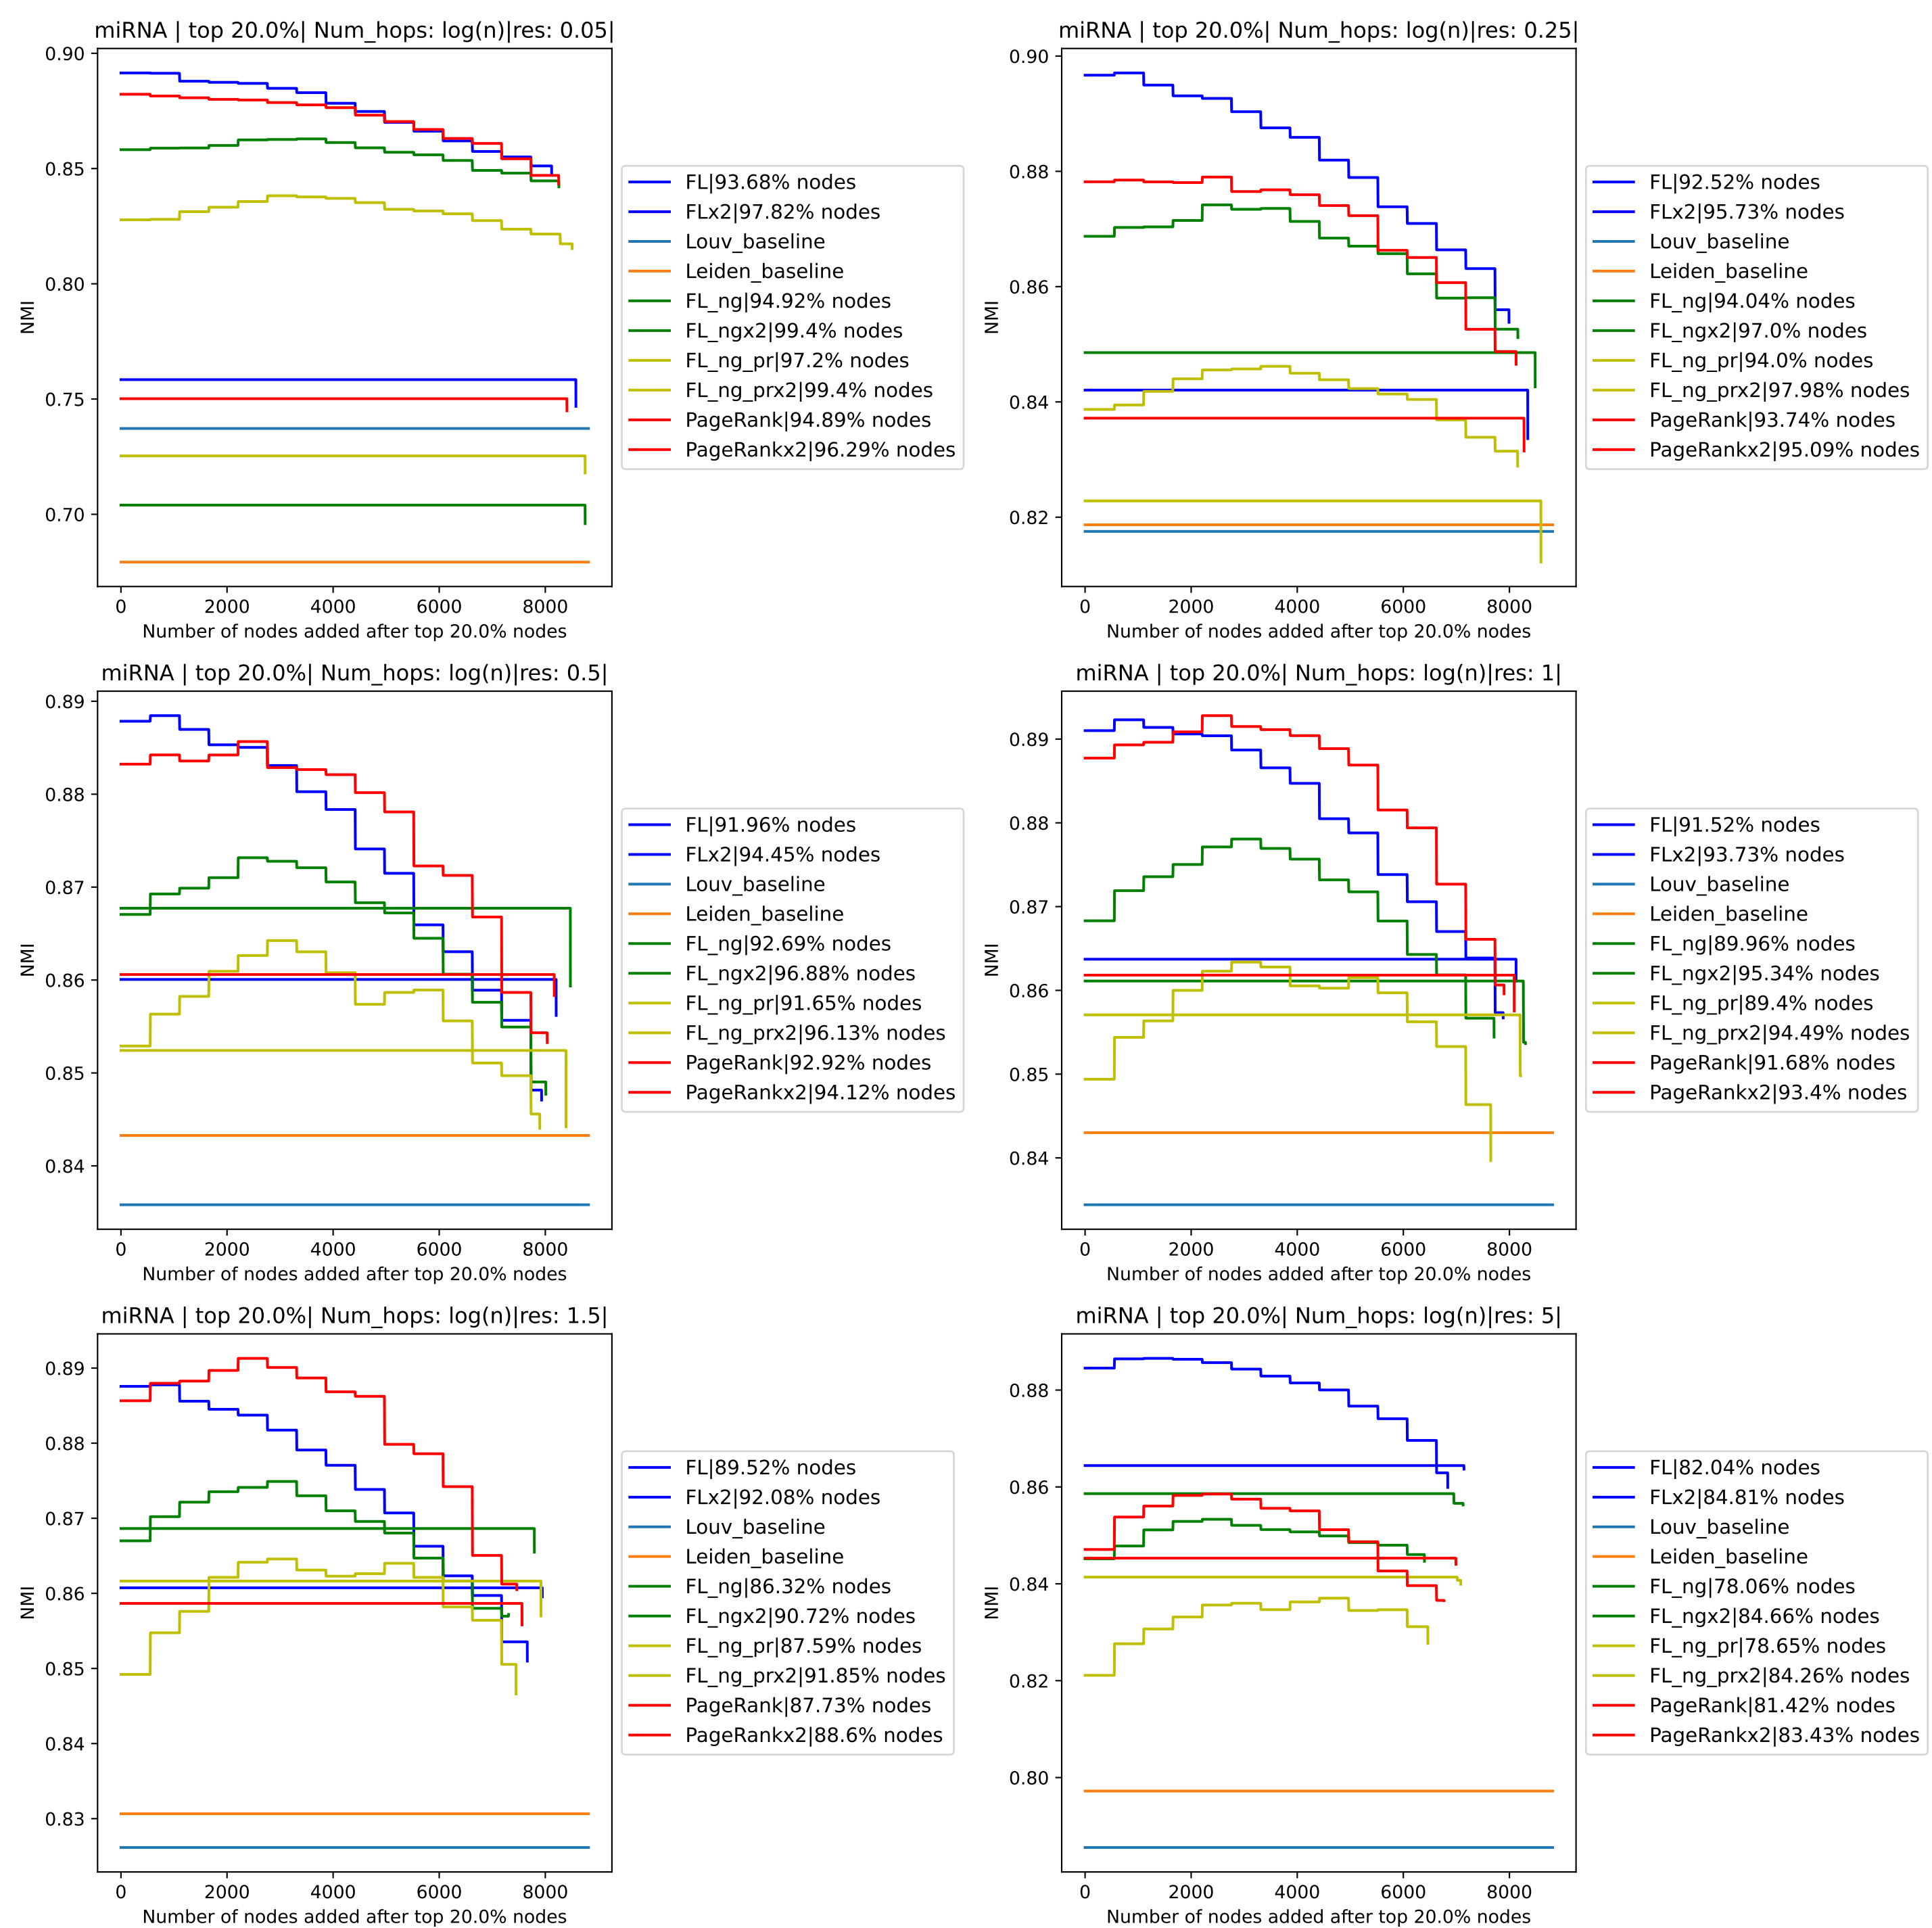 miRNA | top 20.0%| Num_hops: log(n)|res: 0.05|
0.90
0.85
0.80
0.75
0.70
NMI
0
2000
4000
6000
8000
Number of nodes added after top 20.0% nodes
FL|93.68% nodes
FLx2|97.82% nodes
Louv_baseline
Leiden_baseline
FL_ng|94.92% nodes
FL_ngx2|99.4% nodes
FL_ng_pr|97.2% nodes
FL_ng_prx2|99.4% nodes
PageRank|94.89% nodes
PageRankx2|96.29% nodes
miRNA | top 20.0%| Num_hops: log(n)|res: 0.25|
0.90
0.88
0.86
0.84
0.82
NMI
0
2000
4000
6000
8000
Number of nodes added after top 20.0% nodes
FL|92.52% nodes
FLx2|95.73% nodes
Louv_baseline
Leiden_baseline
FL_ng|94.04% nodes
FL_ngx2|97.0% nodes
FL_ng_pr|94.0% nodes
FL_ng_prx2|97.98% nodes
PageRank|93.74% nodes
PageRankx2|95.09% nodes
miRNA | top 20.0%| Num_hops: log(n)|res: 0.5|
0.89
0.88
0.87
0.86
0.85
0.84
NMI
0
2000
4000
6000
8000
Number of nodes added after top 20.0% nodes
FL|91.96% nodes
FLx2|94.45% nodes
Louv_baseline
Leiden_baseline
FL_ng|92.69% nodes
FL_ngx2|96.88% nodes
FL_ng_pr|91.65% nodes
FL_ng_prx2|96.13% nodes
PageRank|92.92% nodes
PageRankx2|94.12% nodes
miRNA | top 20.0%| Num_hops: log(n)|res: 1|
0.89
0.88
0.87
0.86
0.85
0.84
NMI
0
2000
4000
6000
8000
Number of nodes added after top 20.0% nodes
FL|91.52% nodes
FLx2|93.73% nodes
Louv_baseline
Leiden_baseline
FL_ng|89.96% nodes
FL_ngx2|95.34% nodes
FL_ng_pr|89.4% nodes
FL_ng_prx2|94.49% nodes
PageRank|91.68% nodes
PageRankx2|93.4% nodes
miRNA | top 20.0%| Num_hops: log(n)|res: 1.5|
0.89
0.88
0.87
0.86
0.85
0.84
0.83
NMI
0
2000
4000
6000
8000
Number of nodes added after top 20.0% nodes
FL|89.52% nodes
FLx2|92.08% nodes
Louv_baseline
Leiden_baseline
FL_ng|86.32% nodes
FL_ngx2|90.72% nodes
FL_ng_pr|87.59% nodes
FL_ng_prx2|91.85% nodes
PageRank|87.73% nodes
PageRankx2|88.6% nodes
miRNA | top 20.0%| Num_hops: log(n)|res: 5|
0.88
0.86
0.84
0.82
0.80
NMI
0
2000
4000
6000
8000
Number of nodes added after top 20.0% nodes
FL|82.04% nodes
FLx2|84.81% nodes
Louv_baseline
Leiden_baseline
FL_ng|78.06% nodes
FL_ngx2|84.66% nodes
FL_ng_pr|78.65% nodes
FL_ng_prx2|84.26% nodes
PageRank|81.42% nodes
PageRankx2|83.43% nodes